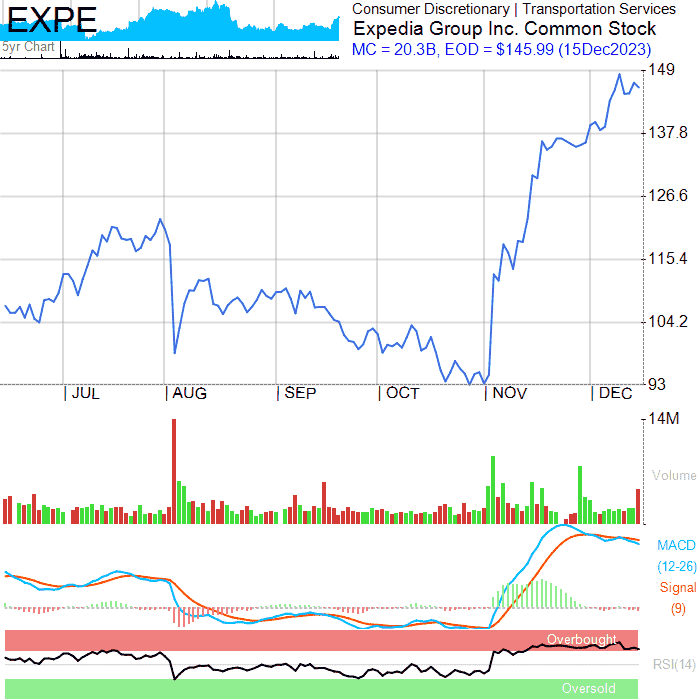 EXPE
5yr Chart
Consumer Discretionary | Transportation Services
Expedia Group Inc. Common Stock
MC = 20.3B, EOD = $145.99 (15Dec2023)
149
137.8
126.6
115.4
104.2
93
| JUL | AUG | SEP | OCT | NOV | DEC
14M
Volume
MACD
(12-26)
Signal
(9)
Overbought
RSI(14)
Oversold